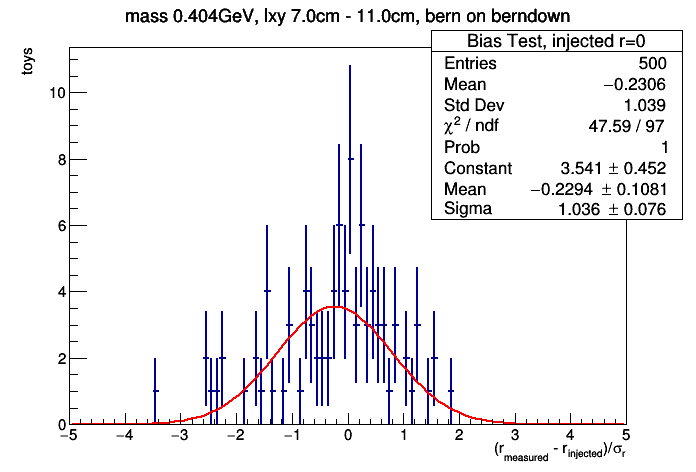 mass 0.404GeV, lxy 7.0cm - 11.0cm, bern on berndown
Bias Test, injected r=0
Entries 500
Mean −0.2306
Std Dev 1.039
χ² / ndf 47.59 / 97
Prob 1
Constant 3.541 ± 0.452
Mean −0.2294 ± 0.1081
Sigma 1.036 ± 0.076
toys
10
8
6
4
2
0
−5 −4 −3 −2 −1 0 1 2 3 4 5
(r_measured - r_injected)/σ_r